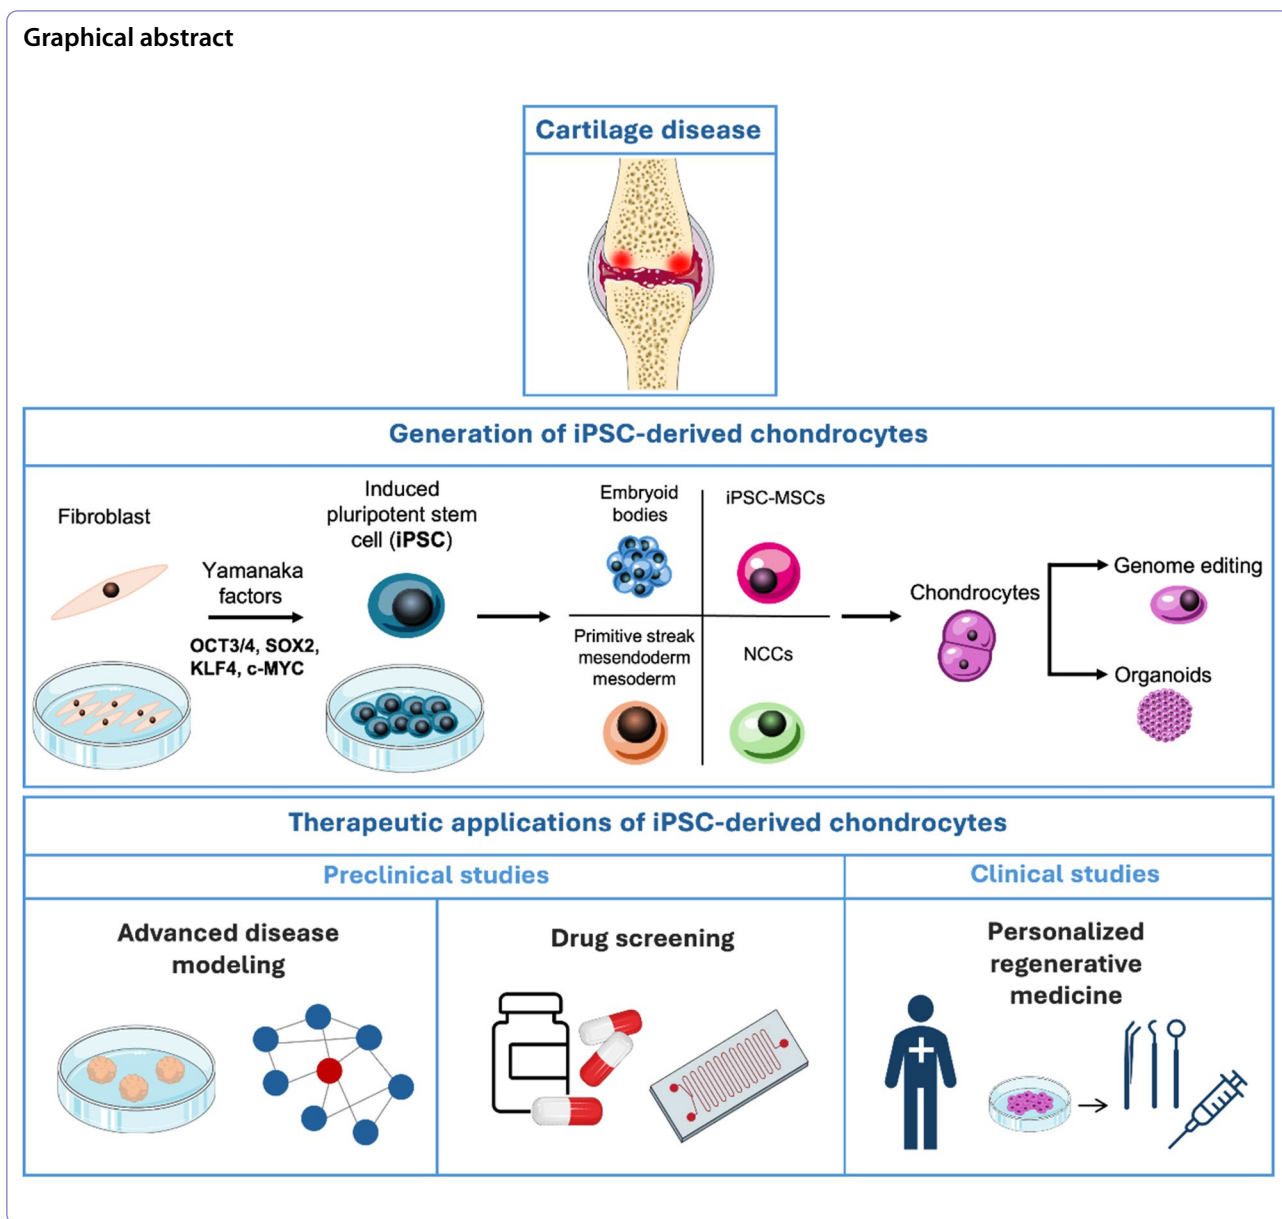 Graphical abstract
Cartilage disease
Generation of iPSC-derived chondrocytes
Fibroblast
Yamanaka
factors
OCT3/4, SOX2,
KLF4, c-MYC
Induced
pluripotent stem
cell (iPSC)
Embryoid
bodies
iPSC-MSCs
Primitive streak
mesendoderm
mesoderm
NCCs
Chondrocytes
Genome editing
Organoids
Therapeutic applications of iPSC-derived chondrocytes
Preclinical studies
Clinical studies
Advanced disease
modeling
Drug screening
Personalized
regenerative
medicine